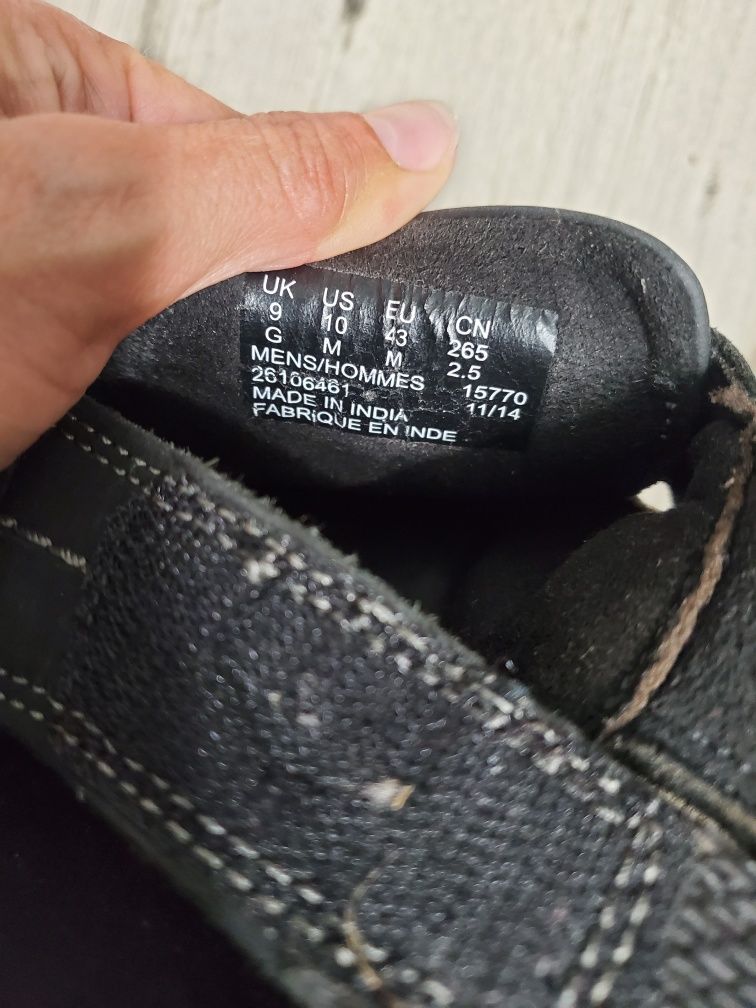 UK US EU CN
9 10 43 265
G M M 2.5
MENS/HOMMES
26106461 15770
MADE IN INDIA 11/14
FABRIQUE EN INDE